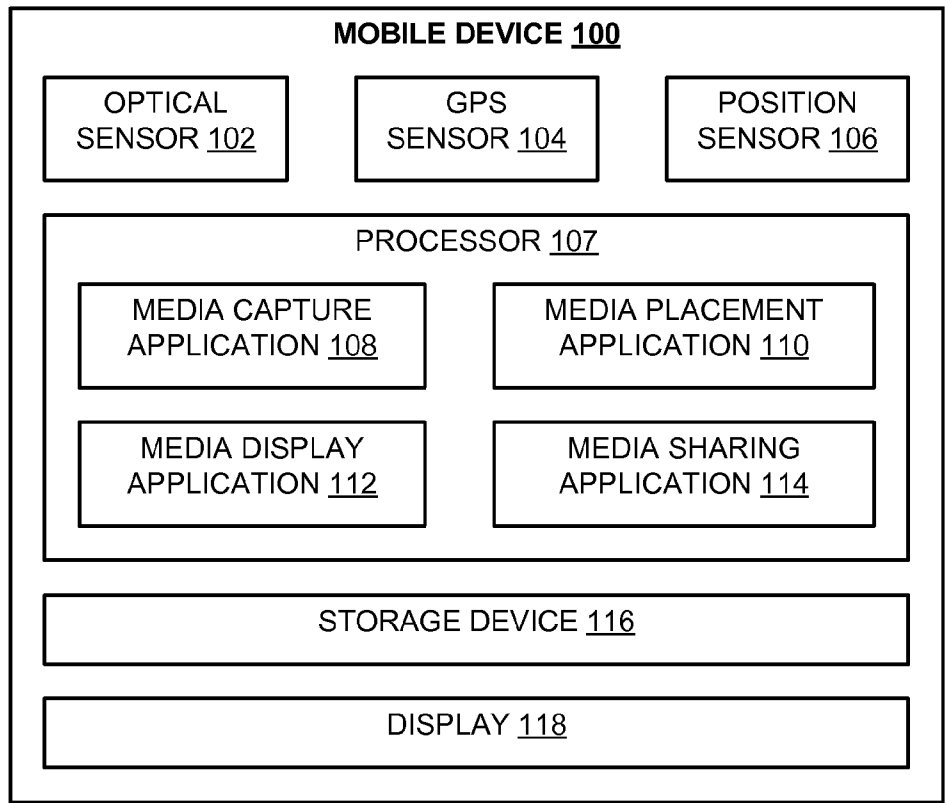 MOBILE DEVICE 100
OPTICAL
SENSOR 102
GPS
SENSOR 104
POSITION
SENSOR 106
PROCESSOR 107
MEDIA CAPTURE
APPLICATION 108
MEDIA PLACEMENT
APPLICATION 110
MEDIA DISPLAY
APPLICATION 112
MEDIA SHARING
APPLICATION 114
STORAGE DEVICE 116
DISPLAY 118